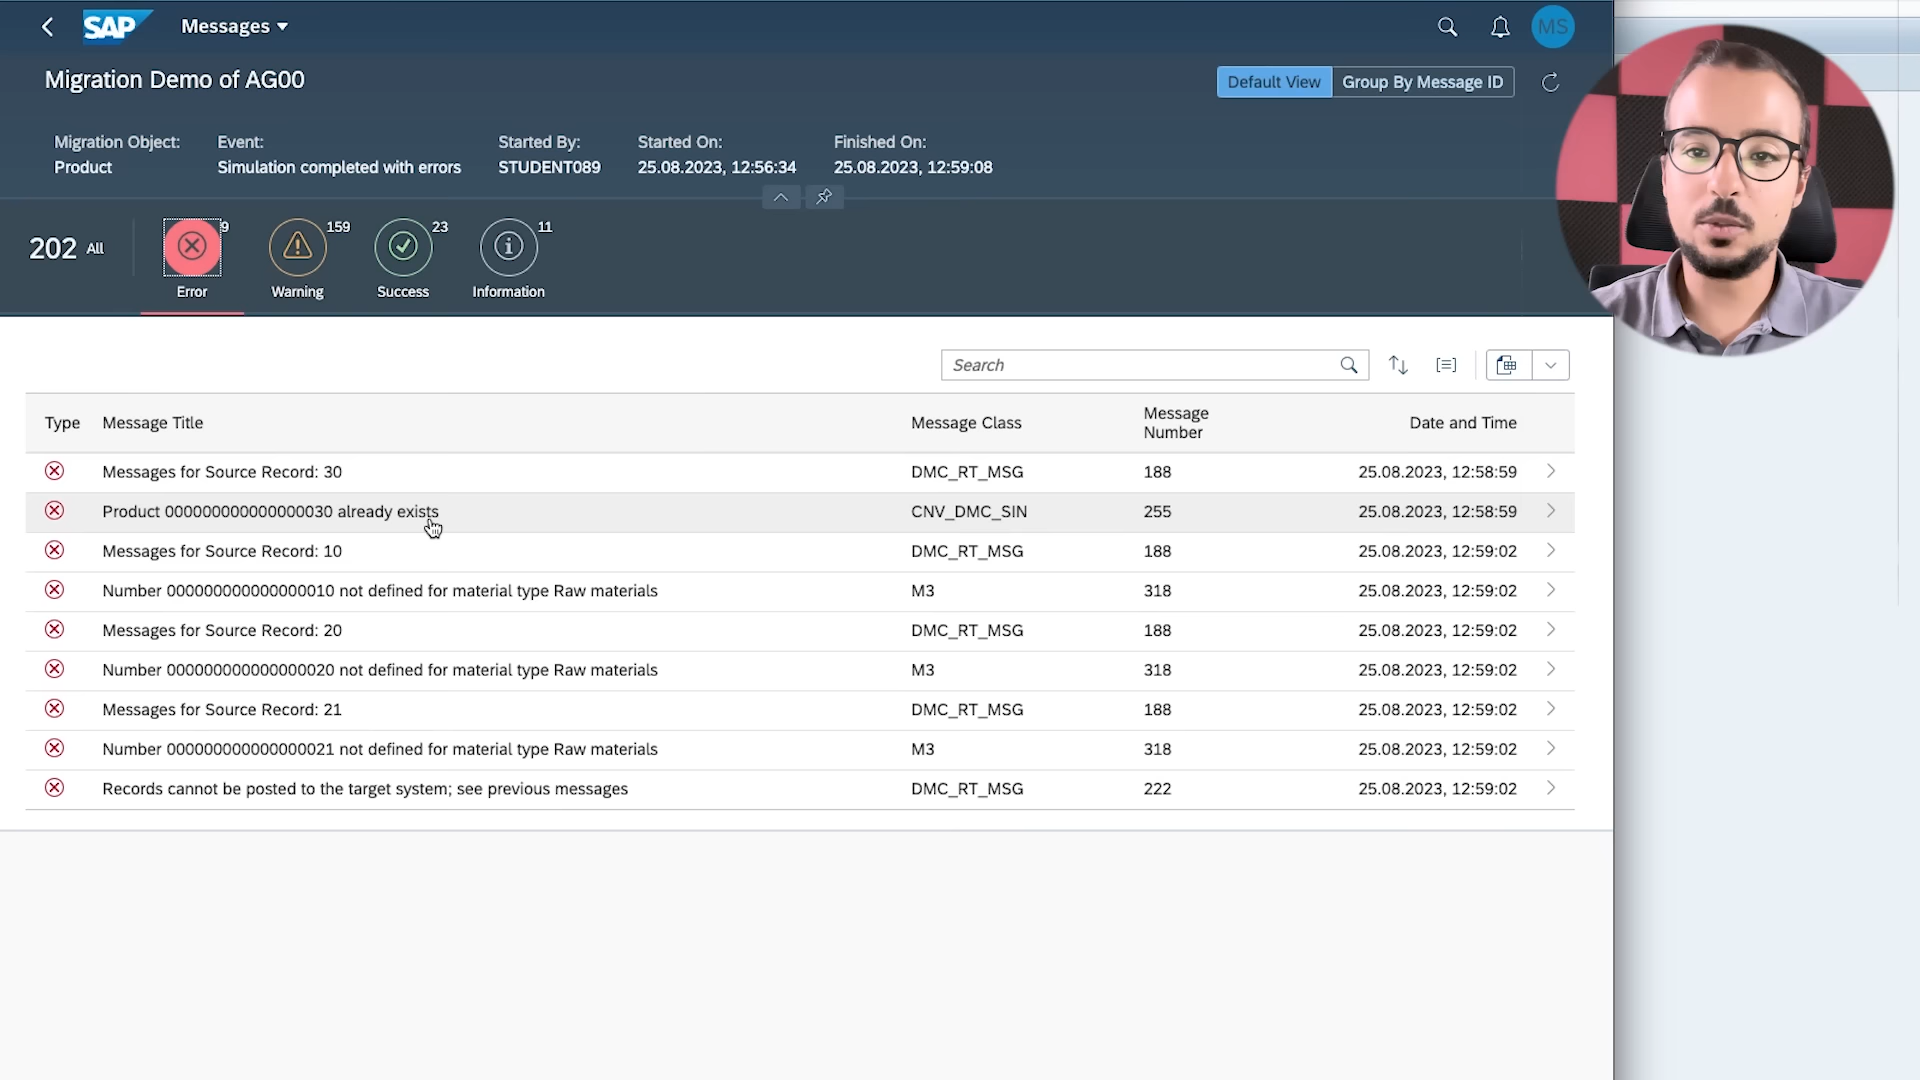 SAP Messages MS
Migration Demo of AG00 Default View Group By Message ID
Migration Object: Event: Started By: Started On: Finished On:
Product Simulation completed with errors STUDENT089 25.08.2023, 12:56:34 25.08.2023, 12:59:08
202 All 9 159 23 11
Error Warning Success Information
Search
Type Message Title Message Class Message Number Date and Time
Messages for Source Record: 30 DMC_RT_MSG 188 25.08.2023, 12:58:59
Product 000000000000000030 already exists CNV_DMC_SIN 255 25.08.2023, 12:58:59
Messages for Source Record: 10 DMC_RT_MSG 188 25.08.2023, 12:59:02
Number 000000000000000010 not defined for material type Raw materials M3 318 25.08.2023, 12:59:02
Messages for Source Record: 20 DMC_RT_MSG 188 25.08.2023, 12:59:02
Number 000000000000000020 not defined for material type Raw materials M3 318 25.08.2023, 12:59:02
Messages for Source Record: 21 DMC_RT_MSG 188 25.08.2023, 12:59:02
Number 000000000000000021 not defined for material type Raw materials M3 318 25.08.2023, 12:59:02
Records cannot be posted to the target system; see previous messages DMC_RT_MSG 222 25.08.2023, 12:59:02